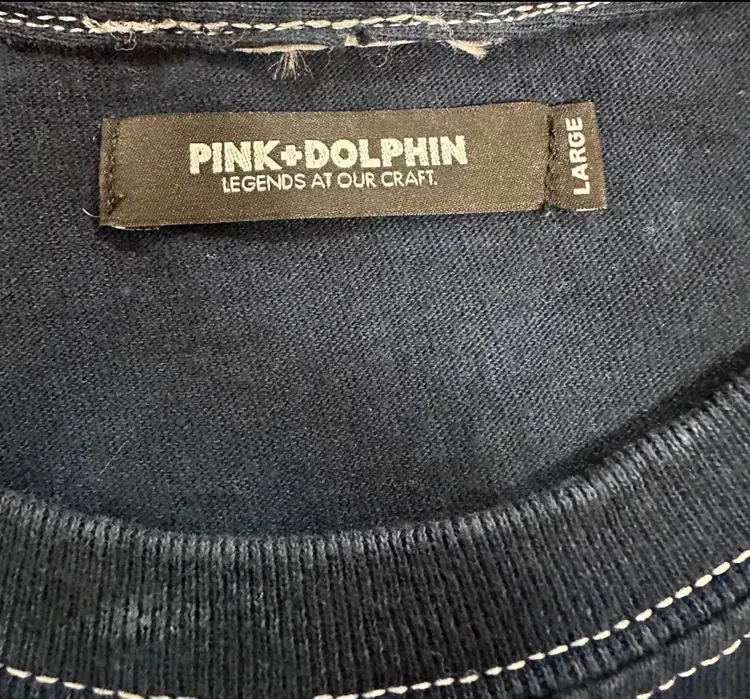 PINK+DOLPHIN
LEGENDS AT OUR CRAFT.
LARGE